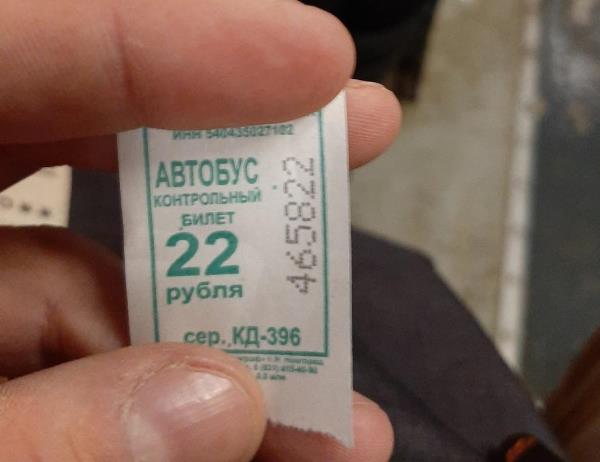 ИНН 540435027102
АВТОБУС
КОНТРОЛЬНЫЙ
БИЛЕТ
22
рубля
465822
сер. КД-396